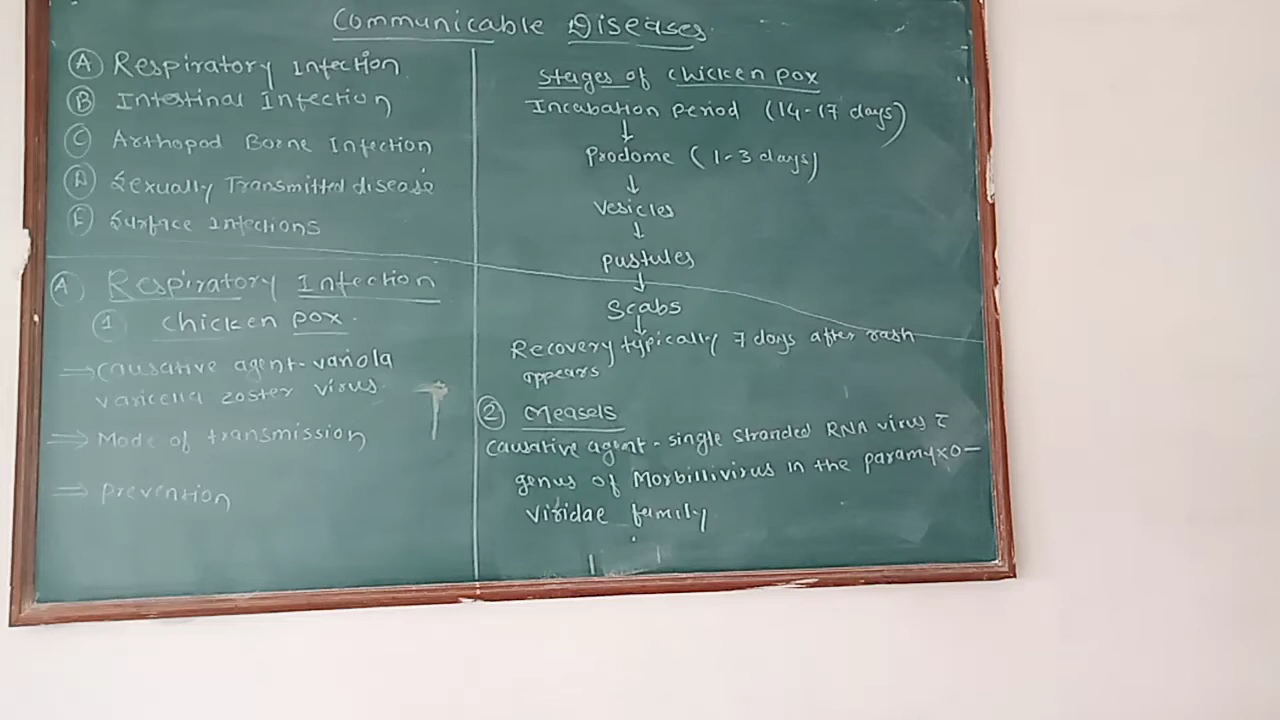 Communicable Diseases
(A) Respiratory Infection
(B) Intestinal Infection
(C) Arthopod Borne Infection
(D) Sexually Transmitted disease
(E) Surface Infections
(A) Respiratory Infection
(1) Chicken pox.
⇒ Causative agent - variola
varicella zoster virus.
⇒ Mode of transmission
⇒ Prevention
Stages of Chicken pox
Incabation period (14-17 days)
↓
Prodome (1-3 days)
↓
Vesicles
↓
Pustules
↓
Scabs
↓
Recovery typically 7 days after rash
appears
(2) Measels
Causative agent - single stranded RNA virus c̄
genus of Morbillivirus in the paramyxo-
viridae family